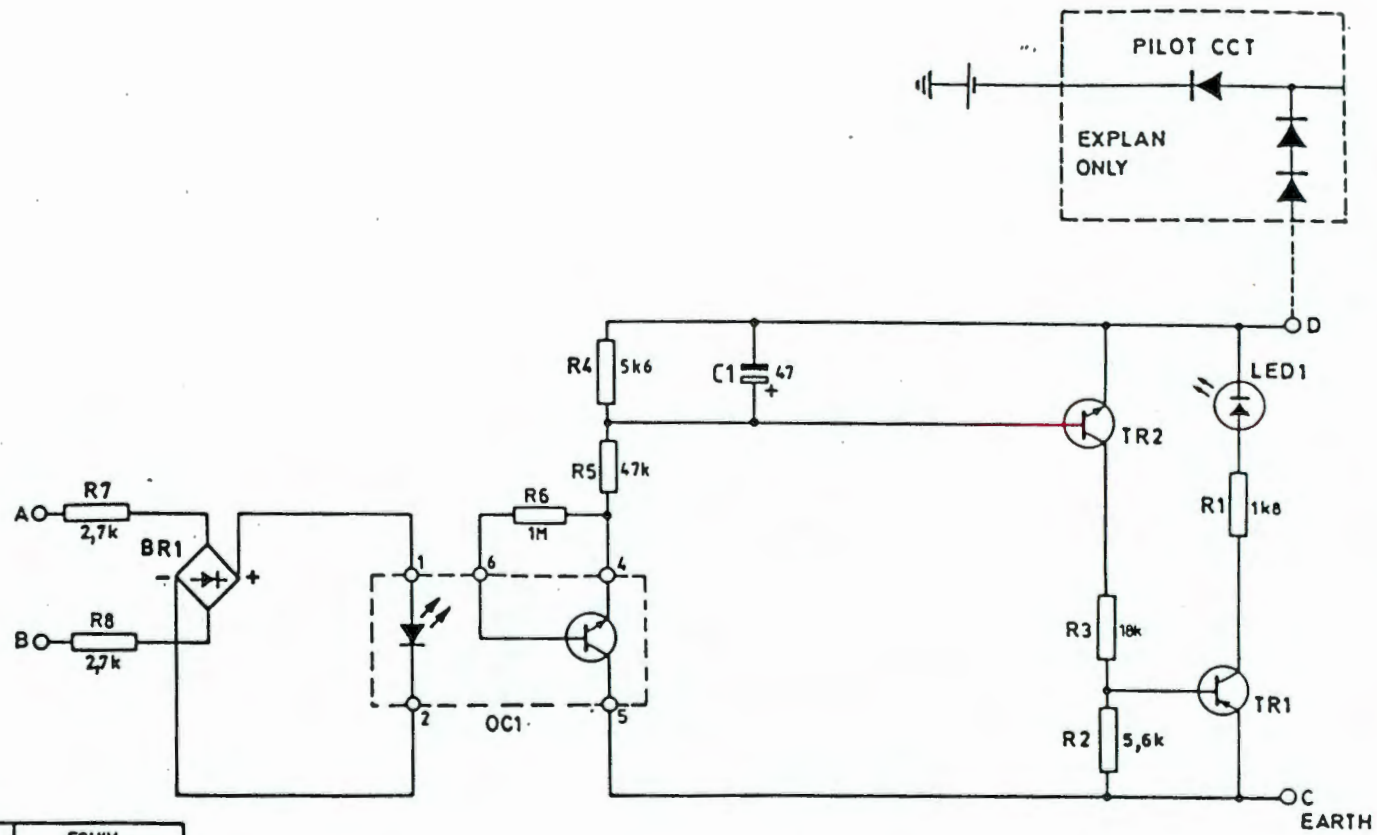 PILOT CCT
EXPLAN
ONLY
D
R4
5k6
C1
47
+
LED1
TR2
R5
47k
R1
1k8
R7
A
2,7k
R6
1M
BR1
-
+
1
6
4
R8
B
2,7k
R3
18k
TR1
2
OC1
5
R2
5,6k
C
EARTH